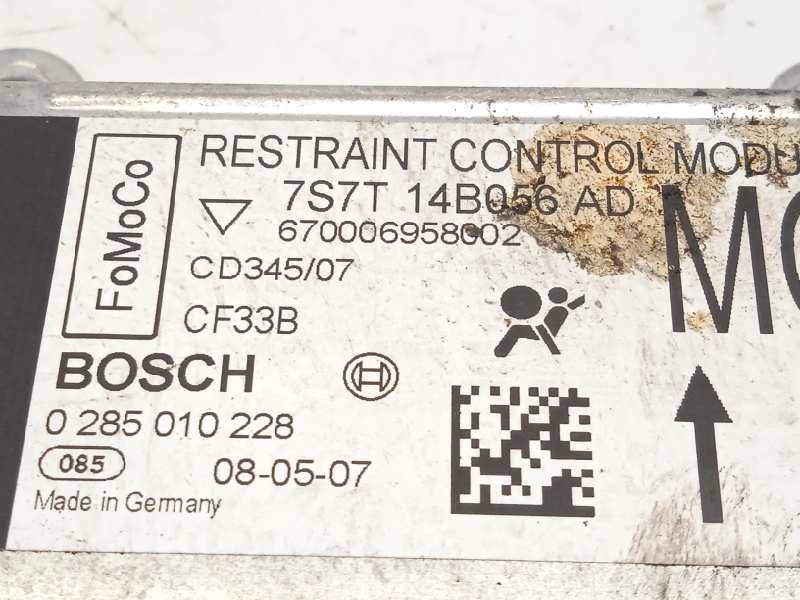 FoMoCo
RESTRAINT CONTROL MODU
7S7T 14B056 AD
670006958002
CD345/07
CF33B
BOSCH
0 285 010 228
085
08-05-07
Made in Germany